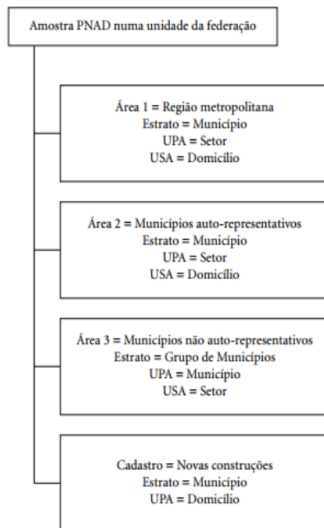 Amostra PNAD numa unidade da federação
Área 1 = Região metropolitana
Estrato = Município
UPA = Setor
USA = Domicílio
Área 2 = Municípios auto-representativos
Estrato = Município
UPA = Setor
USA = Domicílio
Área 3 = Municípios não auto-representativos
Estrato = Grupo de Municípios
UPA = Município
USA = Setor
Cadastro = Novas construções
Estrato = Município
UPA = Domicílio